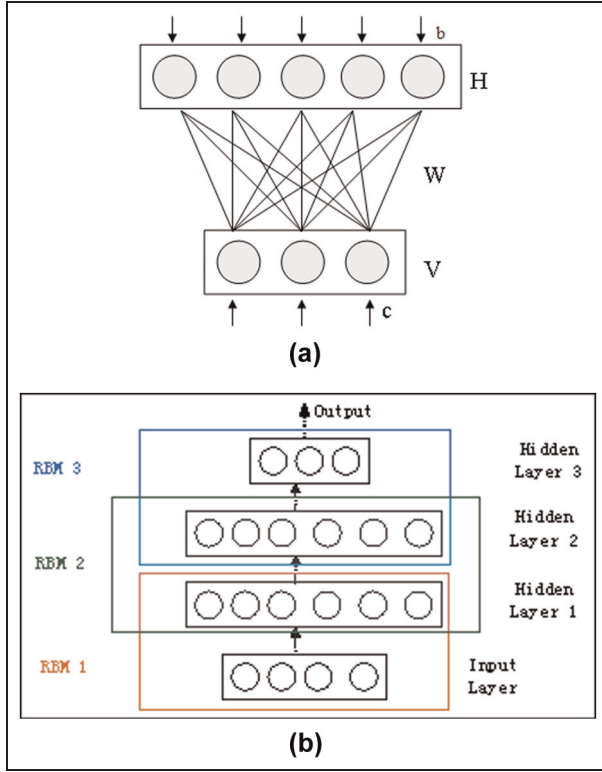 b
H
W
V
c
(a)
Output
RBM 3
Hidden
Layer 3
Hidden
Layer 2
RBM 2
Hidden
Layer 1
RBM 1
Input
Layer
(b)